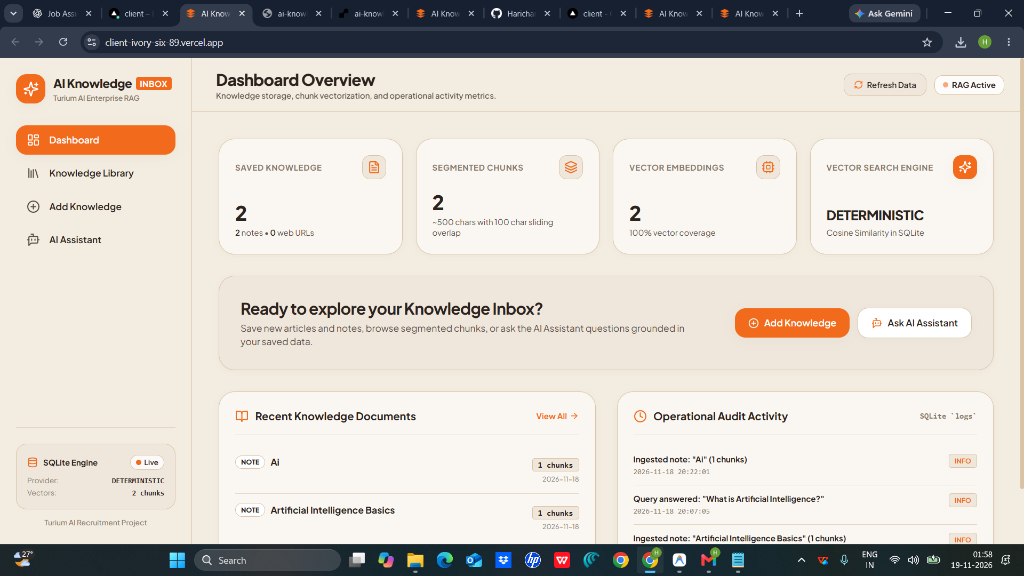 Job Ass
client –
AI Know
ai-know
ai-knowl
AI Know
Harichar
client -
AI Know
AI Know
Ask Gemini
client-ivory-six-89.vercel.app
H
AI Knowledge INBOX
Turium AI Enterprise RAG
Dashboard
Knowledge Library
Add Knowledge
AI Assistant
SQLite Engine Live
Provider: DETERMINISTIC
Vectors: 2 chunks
Turium AI Recruitment Project
Dashboard Overview
Knowledge storage, chunk vectorization, and operational activity metrics.
Refresh Data
RAG Active
SAVED KNOWLEDGE
2
2 notes • 0 web URLs
SEGMENTED CHUNKS
2
~500 chars with 100 char sliding
overlap
VECTOR EMBEDDINGS
2
100% vector coverage
VECTOR SEARCH ENGINE
DETERMINISTIC
Cosine Similarity in SQLite
Ready to explore your Knowledge Inbox?
Save new articles and notes, browse segmented chunks, or ask the AI Assistant questions grounded in
your saved data.
Add Knowledge
Ask AI Assistant
Recent Knowledge Documents
View All →
NOTE Ai
1 chunks
2026-11-18
NOTE Artificial Intelligence Basics
1 chunks
2026-11-18
Operational Audit Activity
SQLite `logs`
Ingested note: "Ai" (1 chunks)
2026-11-18 20:22:01
INFO
Query answered: "What is Artificial Intelligence?"
2026-11-18 20:07:05
INFO
Ingested note: "Artificial Intelligence Basics" (1 chunks)
INFO
27°
Search
ENG
IN
01:58
19-11-2026